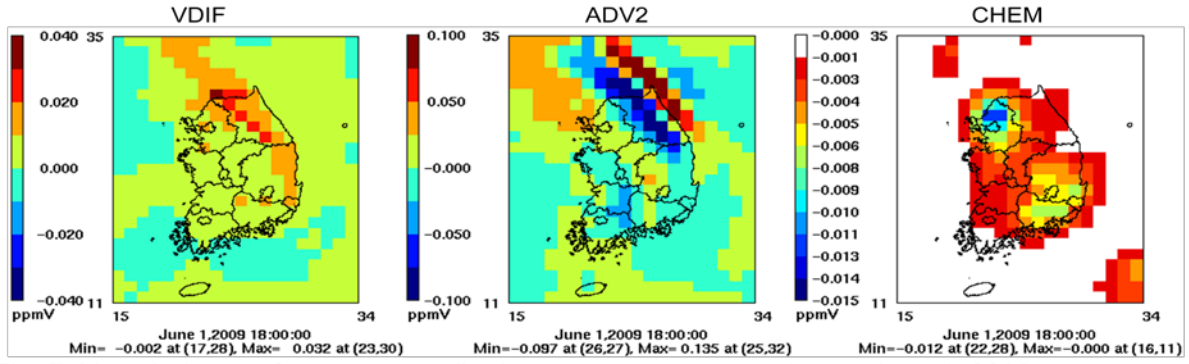 VDIF
ADV2
CHEM
0.040
0.020
0.000
−0.020
−0.040
ppmV
35
11
15
34
June 1,2009 18:00:00
Min= −0.002 at (17,28), Max= 0.032 at (23,30)
0.100
0.050
−0.000
−0.050
−0.100
ppmV
35
11
15
34
June 1,2009 18:00:00
Min=−0.097 at (26,27), Max= 0.135 at (25,32)
−0.000
−0.001
−0.003
−0.004
−0.005
−0.006
−0.008
−0.009
−0.010
−0.011
−0.013
−0.014
−0.015
ppmV
35
11
15
34
June 1,2009 18:00:00
Min=−0.012 at (22,28), Max=−0.000 at (16,11)